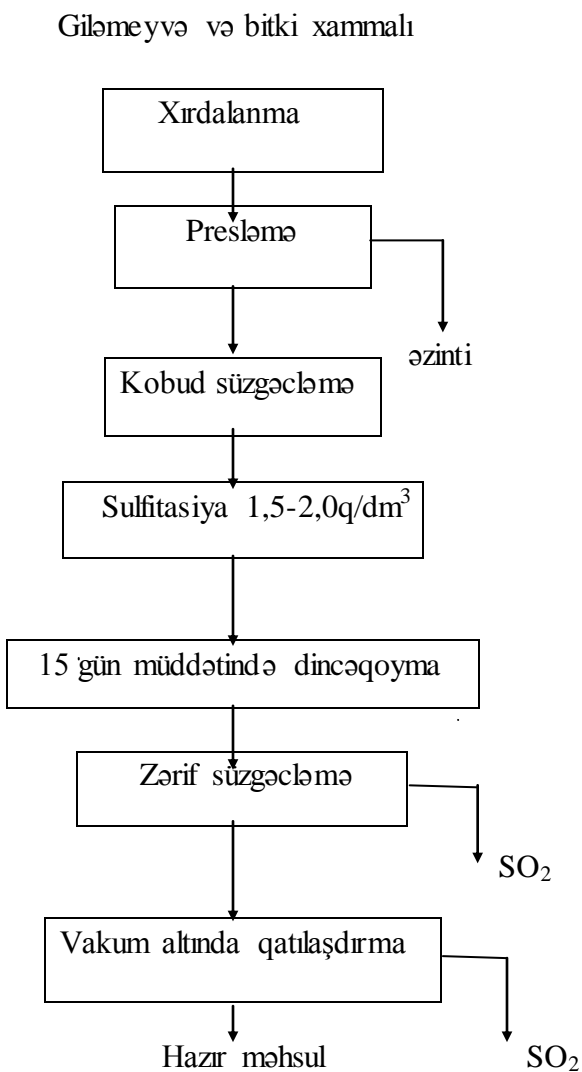 Giləmeyvə və bitki xammalı
Xırdalanma
Presləmə
əzinti
Kobud süzgəcləmə
Sulfitasiya 1,5-2,0q/dm³
15 gün müddətində dincəqoyma
Zərif süzgəcləmə
SO₂
Vakum altında qatılaşdırma
Hazır məhsul
SO₂